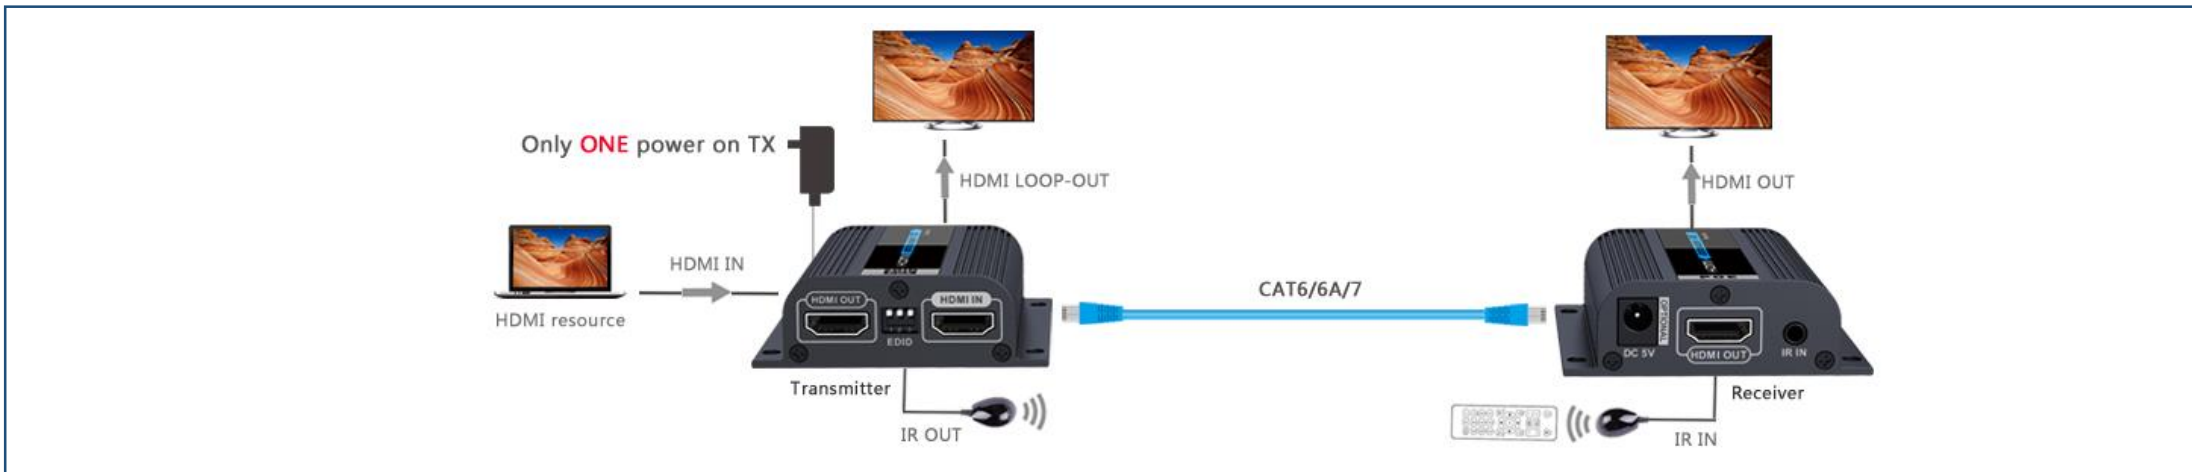 Only ONE power on TX
HDMI LOOP-OUT
HDMI OUT
HDMI IN
HDMI resource
HDMI OUT
HDMI IN
EDID
CAT6/6A/7
OPTIONAL
DC 5V
HDMI OUT
IR IN
Transmitter
Receiver
IR OUT
IR IN